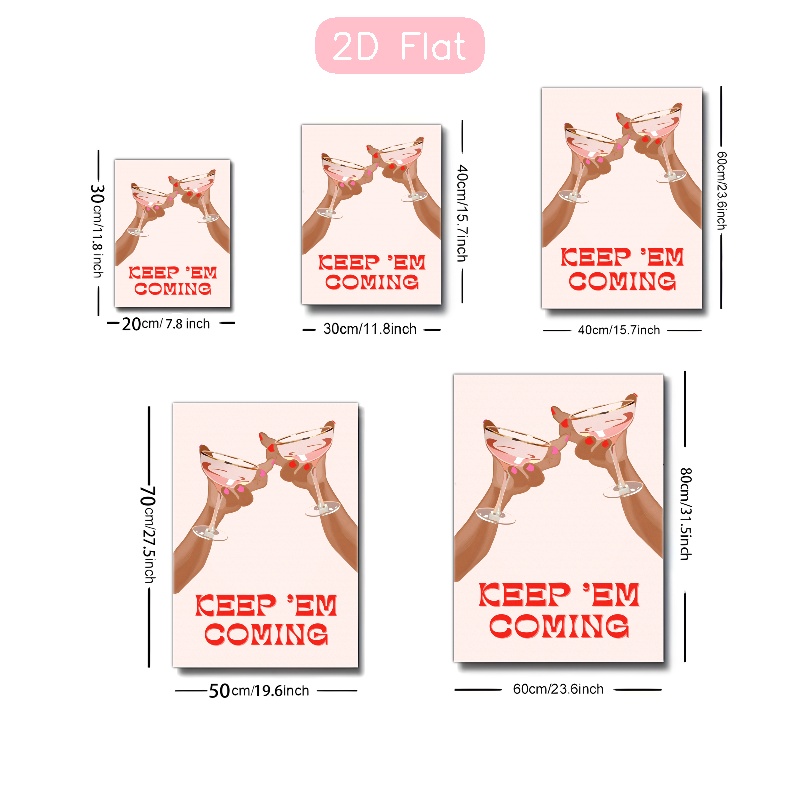 2D Flat
30cm/11.8 inch
KEEP 'EM
COMING
20cm/ 7.8 inch
KEEP 'EM
COMING
40cm/15.7inch
30cm/11.8inch
KEEP 'EM
COMING
60cm/23.6inch
40cm/15.7inch
70cm/27.5inch
KEEP 'EM
COMING
50cm/19.6inch
KEEP 'EM
COMING
80cm/31.5inch
60cm/23.6inch